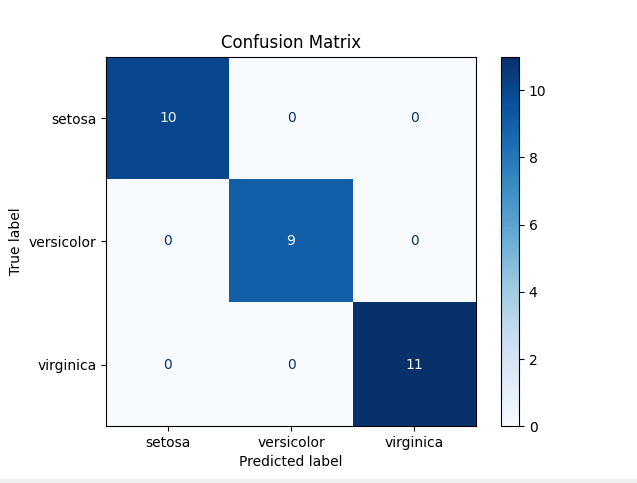 Confusion Matrix
setosa 10 0 0
versicolor 0 9 0
virginica 0 0 11
setosa versicolor virginica
Predicted label
True label
10
8
6
4
2
0